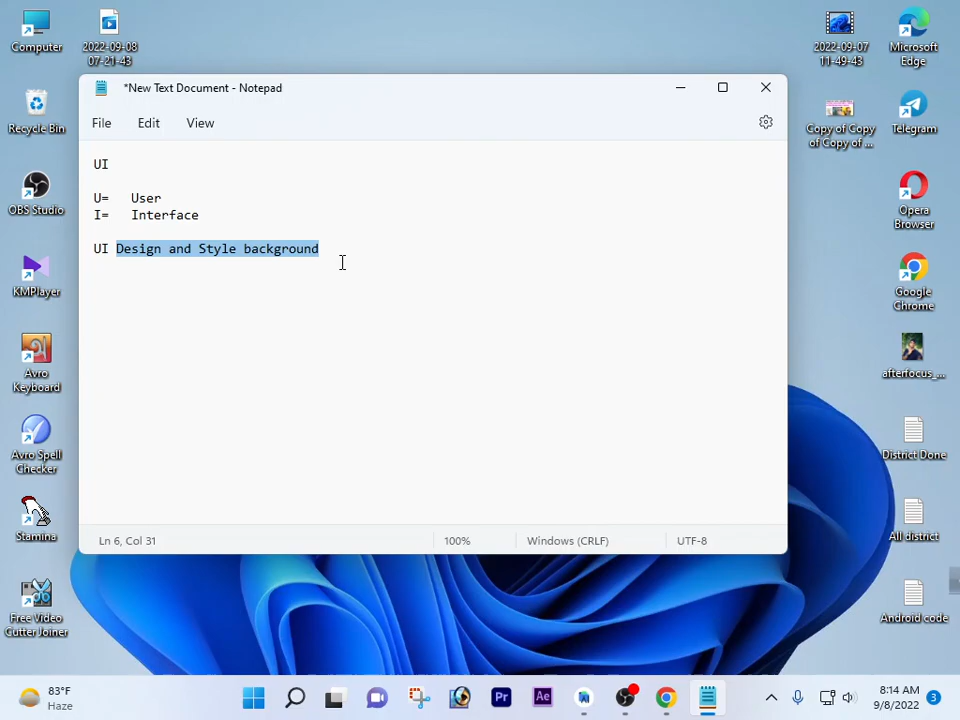 Computer
2022-09-08
07-21-43
2022-09-07
11-49-43
Microsoft
Edge
*New Text Document - Notepad
File Edit View
Recycle Bin
Copy of Copy
of Copy of ...
Telegram
UI
U= User
I= Interface
OBS Studio
Opera
Browser
UI Design and Style background
KMPlayer
Google
Chrome
Avro
Keyboard
afterfocus_...
Avro Spell
Checker
District Done
Stamina
All district
Ln 6, Col 31 100% Windows (CRLF) UTF-8
Free Video
Cutter Joiner
Android code
83°F
Haze
Pr
Ae
8:14 AM
9/8/2022
3